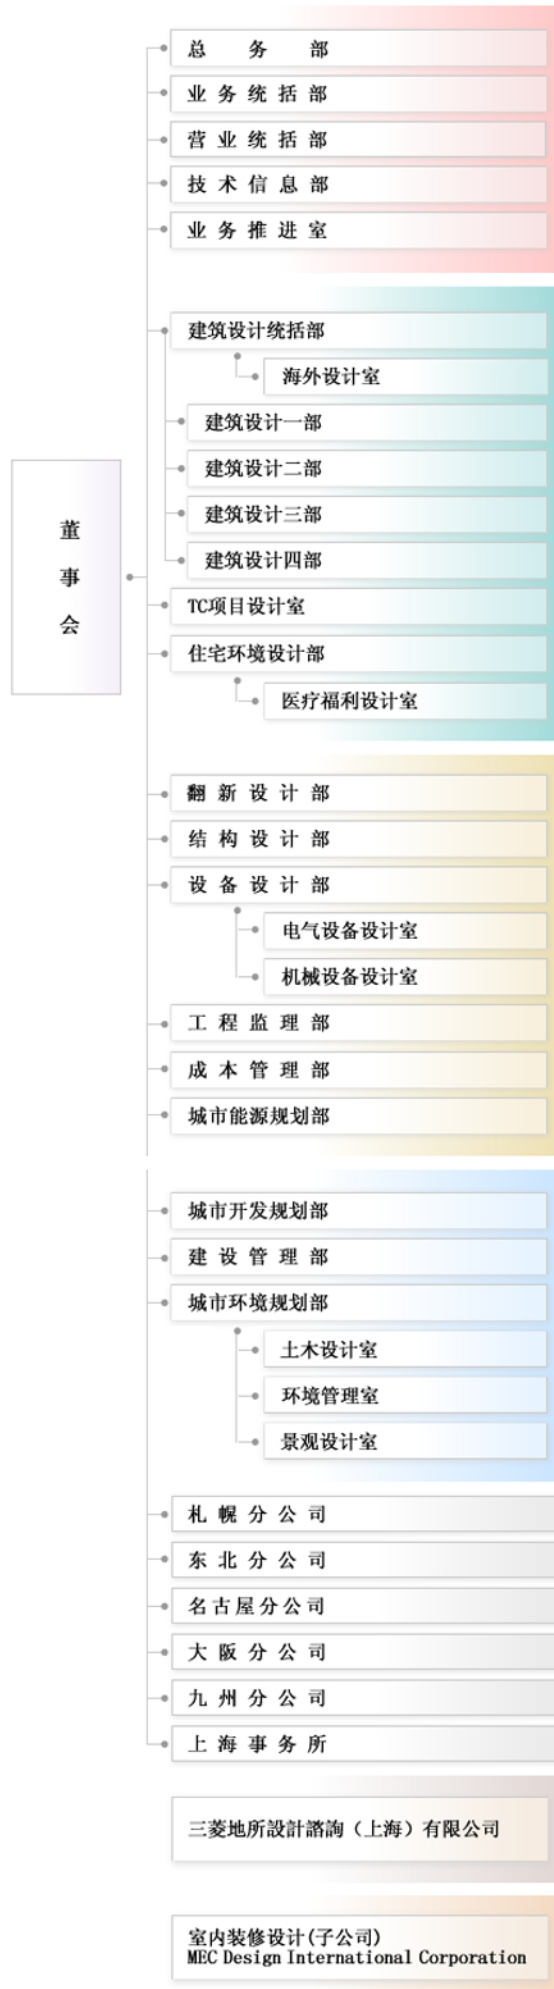 总务部
业务统括部
营业统括部
技术信息部
业务推进室
建筑设计统括部
海外设计室
建筑设计一部
建筑设计二部
建筑设计三部
建筑设计四部
董事会
TC项目设计室
住宅环境设计部
医疗福利设计室
翻新设计部
结构设计部
设备设计部
电气设备设计室
机械设备设计室
工程监理部
成本管理部
城市能源规划部
城市开发规划部
建设管理部
城市环境规划部
土木设计室
环境管理室
景观设计室
札幌分公司
东北分公司
名古屋分公司
大阪分公司
九州分公司
上海事务所
三菱地所設計諮詢（上海）有限公司
室内装修设计(子公司)
MEC Design International Corporation